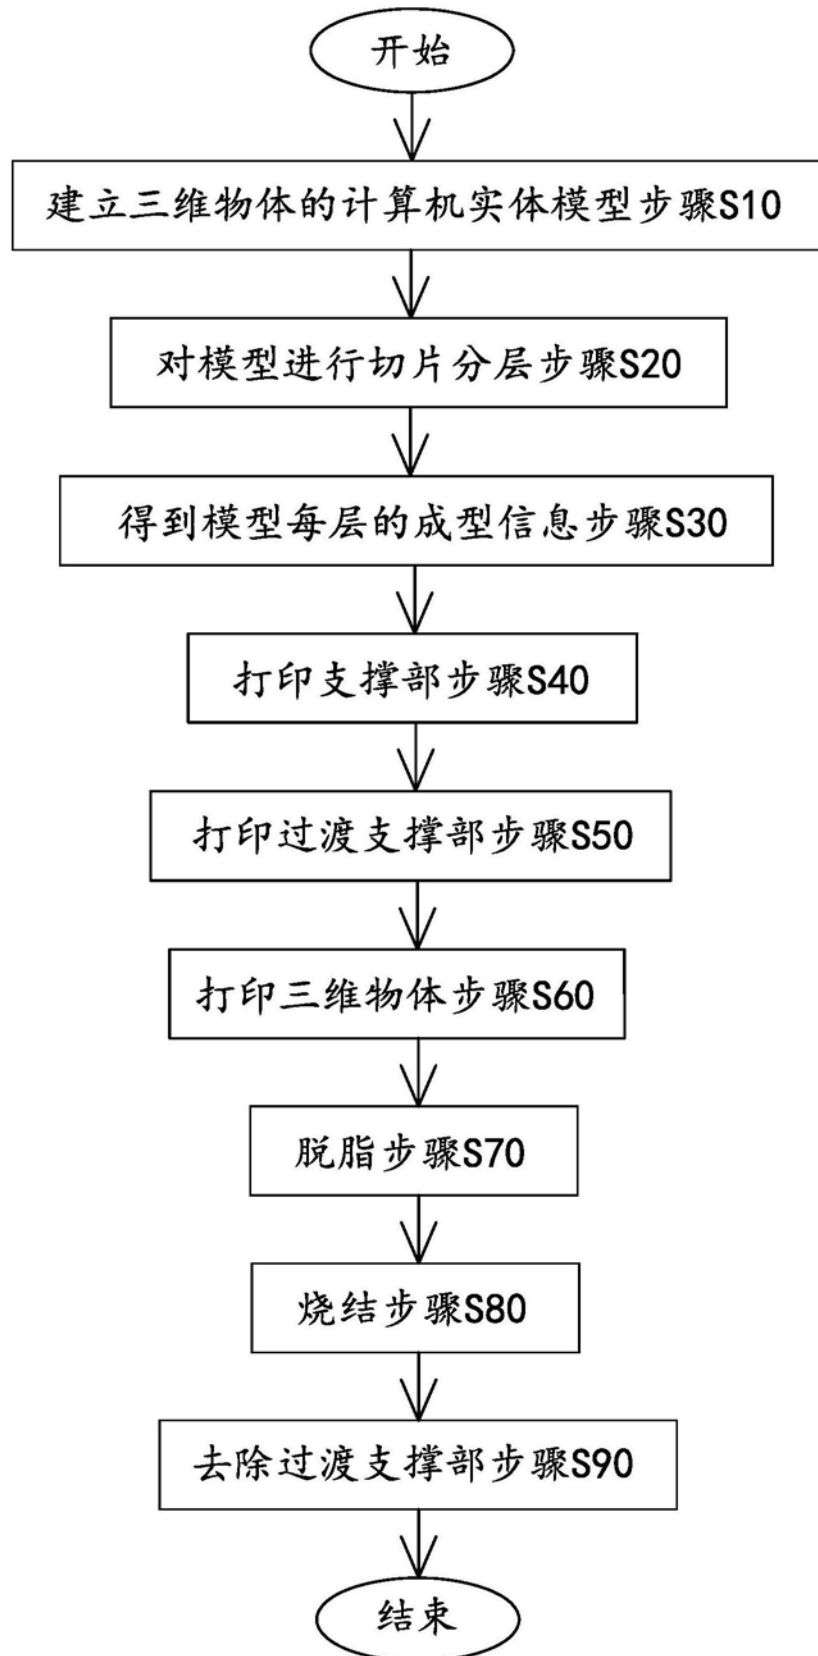 开始
建立三维物体的计算机实体模型步骤S10
对模型进行切片分层步骤S20
得到模型每层的成型信息步骤S30
打印支撑部步骤S40
打印过渡支撑部步骤S50
打印三维物体步骤S60
脱脂步骤S70
烧结步骤S80
去除过渡支撑部步骤S90
结束